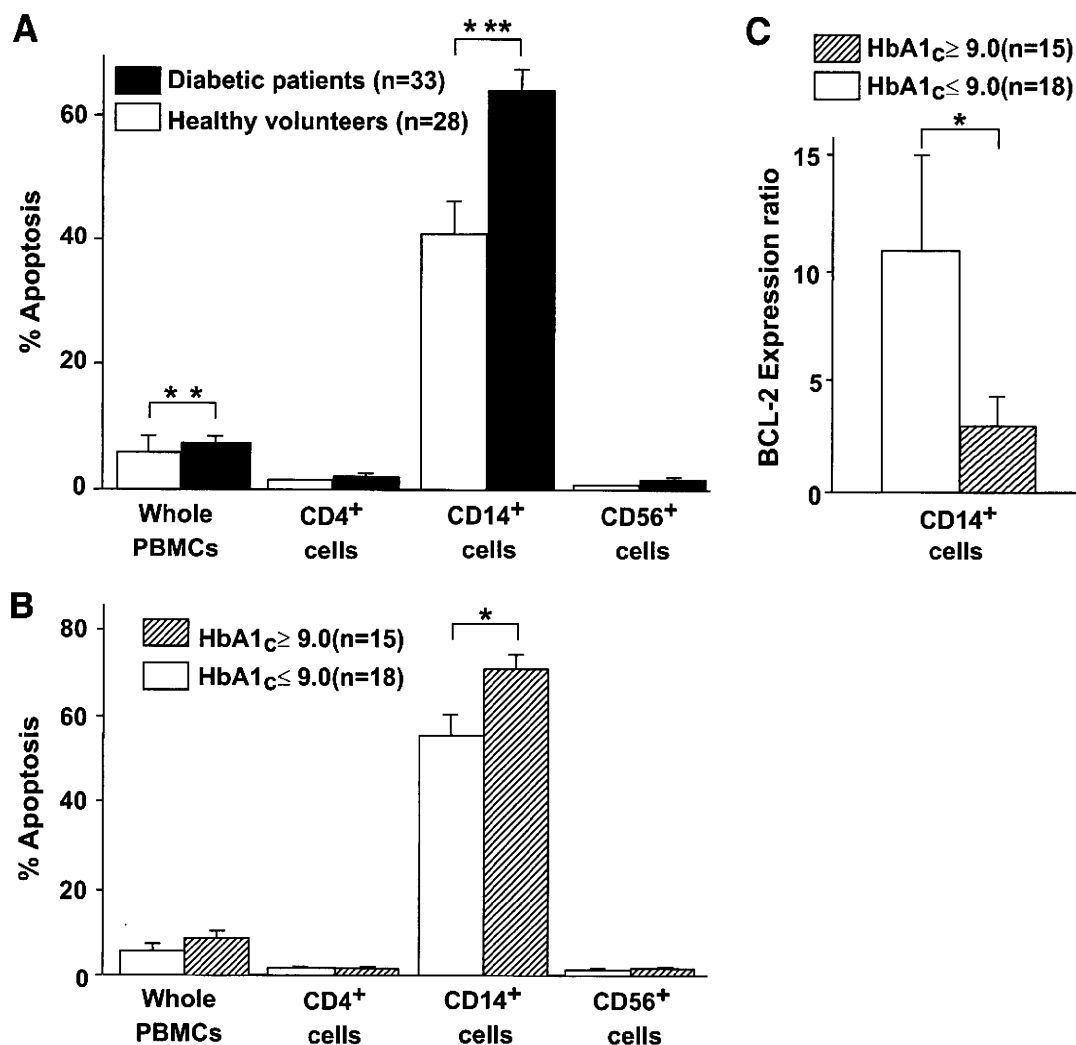 A
* **
Diabetic patients (n=33)
Healthy volunteers (n=28)
% Apoptosis
60
40
20
0
* *
Whole PBMCs
CD4+ cells
CD14+ cells
CD56+ cells
B
HbA1C≥ 9.0(n=15)
HbA1C≤ 9.0(n=18)
*
% Apoptosis
80
60
40
20
0
Whole PBMCs
CD4+ cells
CD14+ cells
CD56+ cells
C
HbA1C≥ 9.0(n=15)
HbA1C≤ 9.0(n=18)
*
BCL-2 Expression ratio
15
10
5
0
CD14+ cells